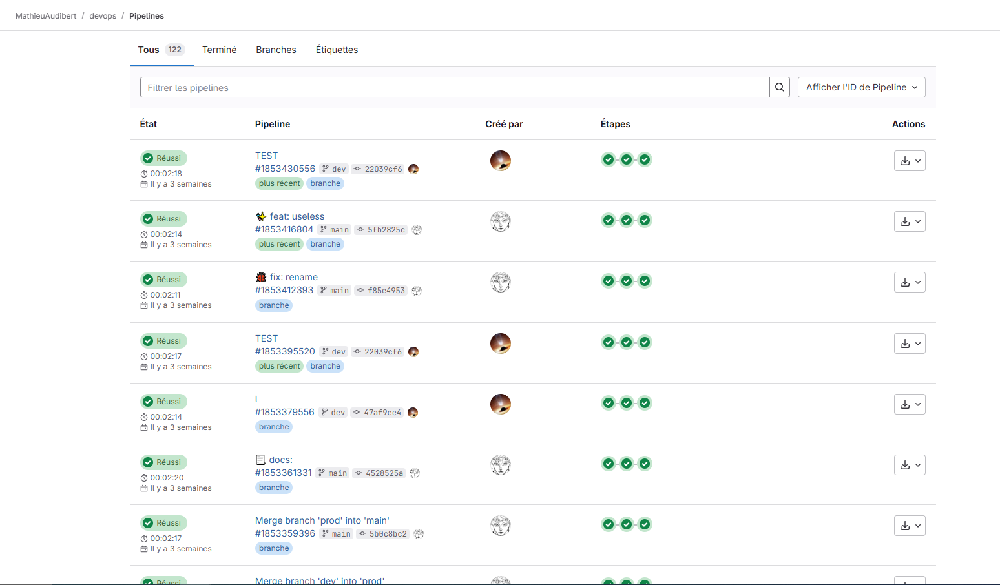 MathieuAudibert / devops / Pipelines
Tous 122 Terminé Branches Étiquettes
Filtrer les pipelines Afficher l'ID de Pipeline
État Pipeline Créé par Étapes Actions
Réussi
00:02:18
Il y a 3 semaines
TEST
#1853430556 dev 22039cf6
plus récent branche
Réussi
00:02:14
Il y a 3 semaines
✨ feat: useless
#1853416804 main 5fb2825c
plus récent branche
Réussi
00:02:11
Il y a 3 semaines
🐞 fix: rename
#1853412393 main f85e4953
branche
Réussi
00:02:17
Il y a 3 semaines
TEST
#1853395520 dev 22039cf6
plus récent branche
Réussi
00:02:14
Il y a 3 semaines
l
#1853379556 dev 47af9ee4
branche
Réussi
00:02:20
Il y a 3 semaines
📃 docs:
#1853361331 main 4528525a
branche
Réussi
00:02:17
Il y a 3 semaines
Merge branch 'prod' into 'main'
#1853359396 main 5b0c8bc2
branche
Réussi
Merge branch 'dev' into 'prod'